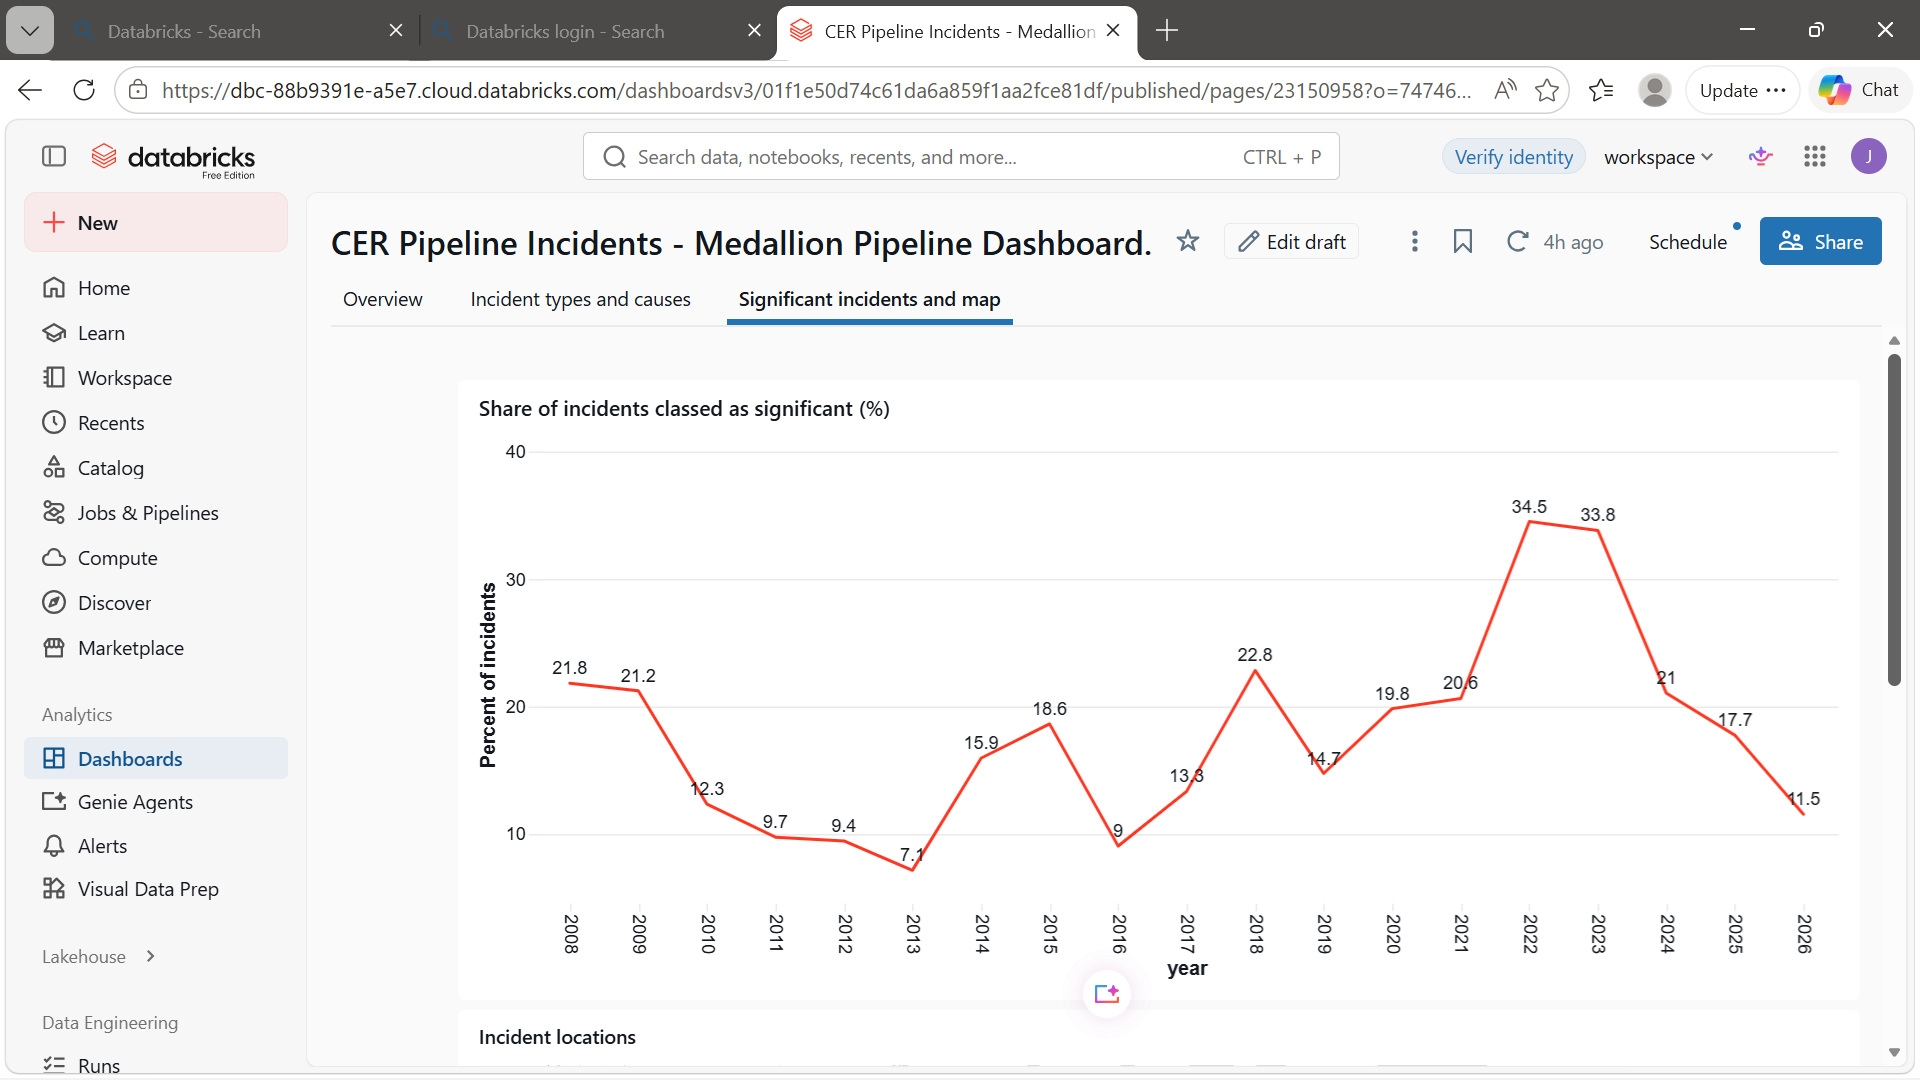 Databricks - Search
Databricks login - Search
CER Pipeline Incidents - Medallion
https://dbc-88b9391e-a5e7.cloud.databricks.com/dashboardsv3/01f1e50d74c61da6a859f1aa2fce81df/published/pages/23150958?o=74746...
Update
Chat
databricks
Free Edition
Search data, notebooks, recents, and more...
CTRL + P
Verify identity
workspace
J
New
Home
Learn
Workspace
Recents
Catalog
Jobs & Pipelines
Compute
Discover
Marketplace
Analytics
Dashboards
Genie Agents
Alerts
Visual Data Prep
Lakehouse
Data Engineering
Runs
CER Pipeline Incidents - Medallion Pipeline Dashboard.
Edit draft
4h ago
Schedule
Share
Overview
Incident types and causes
Significant incidents and map
Share of incidents classed as significant (%)
Percent of incidents
40
30
20
10
21.8
21.2
12.3
9.7
9.4
7.1
15.9
18.6
9
13.3
22.8
14.7
19.8
20.6
34.5
33.8
21
17.7
11.5
2008
2009
2010
2011
2012
2013
2014
2015
2016
2017
2018
2019
2020
2021
2022
2023
2024
2025
2026
year
Incident locations